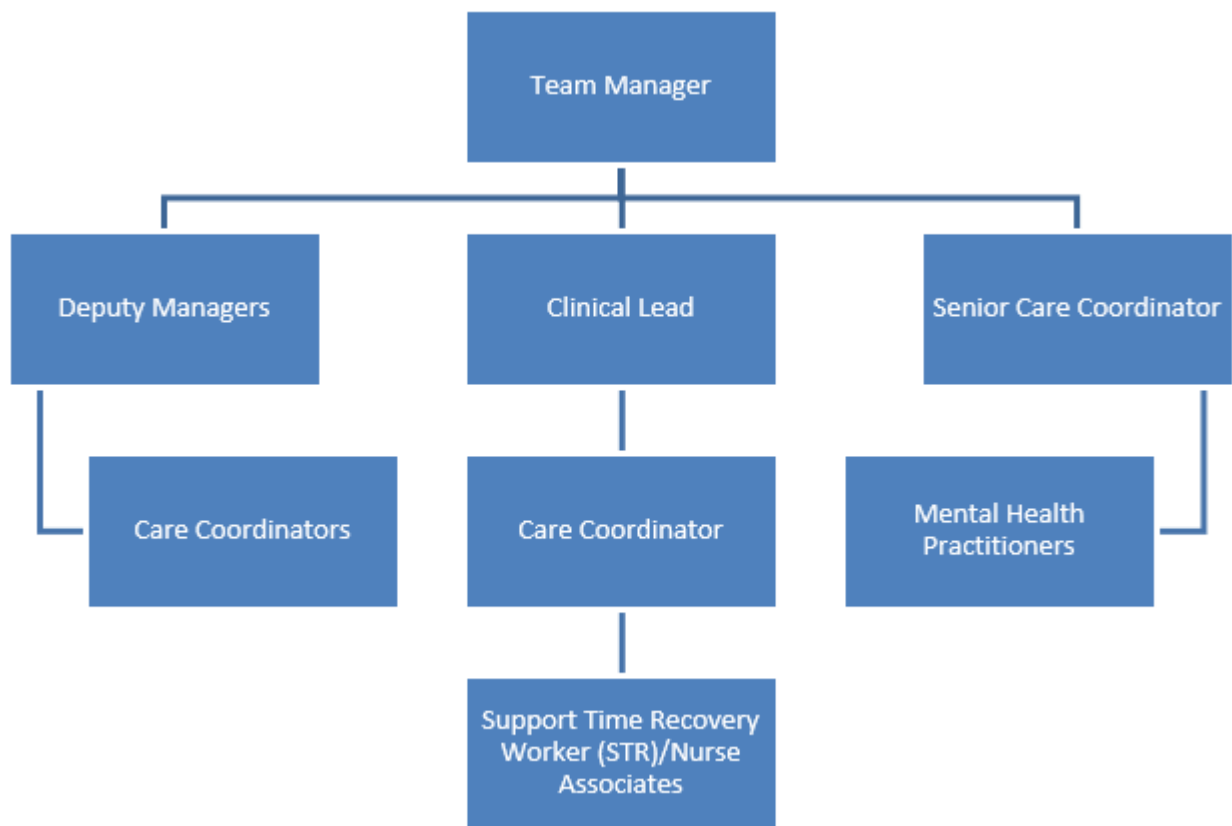 Team Manager
Deputy Managers
Clinical Lead
Senior Care Coordinator
Care Coordinators
Care Coordinator
Mental Health
Practitioners
Support Time Recovery
Worker (STR)/Nurse
Associates